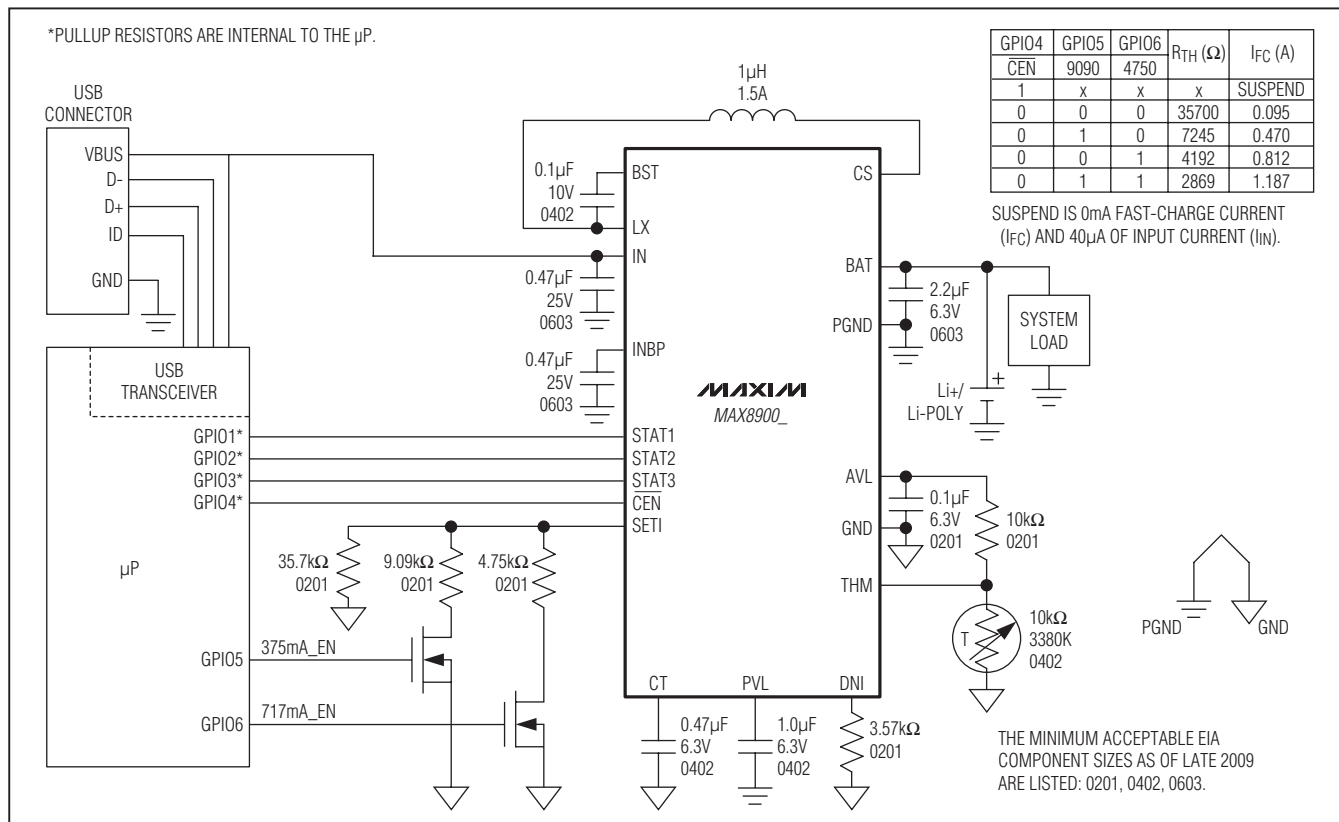 *PULLUP RESISTORS ARE INTERNAL TO THE µP.
USB
CONNECTOR
VBUS
D-
D+
ID
GND
USB
TRANSCEIVER
GPIO1*
GPIO2*
GPIO3*
GPIO4*
µP
GPIO5
GPIO6
375mA_EN
717mA_EN
1µH
1.5A
0.1µF
10V
0402
0.47µF
25V
0603
0.47µF
25V
0603
35.7kΩ
0201
9.09kΩ
0201
4.75kΩ
0201
BST
LX
IN
INBP
STAT1
STAT2
STAT3
CEN
SETI
MAXIM
MAX8900_
CS
BAT
PGND
AVL
GND
THM
CT
PVL
DNI
0.47µF
6.3V
0402
1.0µF
6.3V
0402
3.57kΩ
0201
2.2µF
6.3V
0603
SYSTEM
LOAD
+
Li+/
Li-POLY
0.1µF
6.3V
0201
10kΩ
0201
T
10kΩ
3380K
0402
PGND
GND
GPIO4 GPIO5 GPIO6 RTH (Ω) IFC (A)
CEN 9090 4750
1 x x x SUSPEND
0 0 0 35700 0.095
0 1 0 7245 0.470
0 0 1 4192 0.812
0 1 1 2869 1.187
SUSPEND IS 0mA FAST-CHARGE CURRENT
(IFC) AND 40µA OF INPUT CURRENT (IIN).
THE MINIMUM ACCEPTABLE EIA
COMPONENT SIZES AS OF LATE 2009
ARE LISTED: 0201, 0402, 0603.